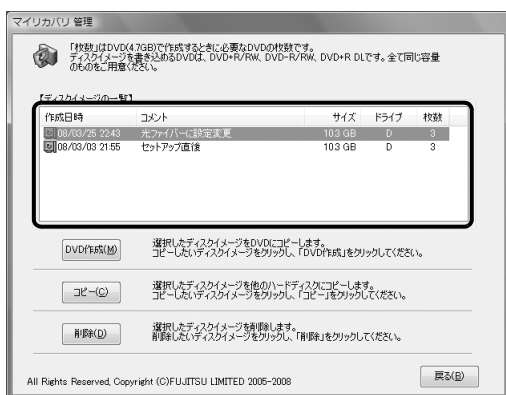 マイリカバリ 管理
「枚数」はDVD(4.7GB)で作成するときに必要なDVDの枚数です。
ディスクイメージを書き込めるDVDは、DVD+R/RW、DVD-R/RW、DVD+R DLです。全て同じ容量
のものをご用意ください。
【ディスクイメージの一覧】
作成日時 コメント サイズ ドライブ 枚数
08/03/25 22:43 光ファイバーに設定変更 10.3 GB D 3
08/03/03 21:55 セットアップ直後 10.3 GB D 3
DVD作成(M) 選択したディスクイメージをDVDにコピーします。
コピーしたいディスクイメージをクリックし、「DVD作成」をクリックしてください。
コピー(C) 選択したディスクイメージを他のハードディスクにコピーします。
コピーしたいディスクイメージをクリックし、「コピー」をクリックしてください。
削除(D) 選択したディスクイメージを削除します。
削除したいディスクイメージをクリックし、「削除」をクリックしてください。
All Rights Reserved, Copyright (C)FUJITSU LIMITED 2005-2008 戻る(B)